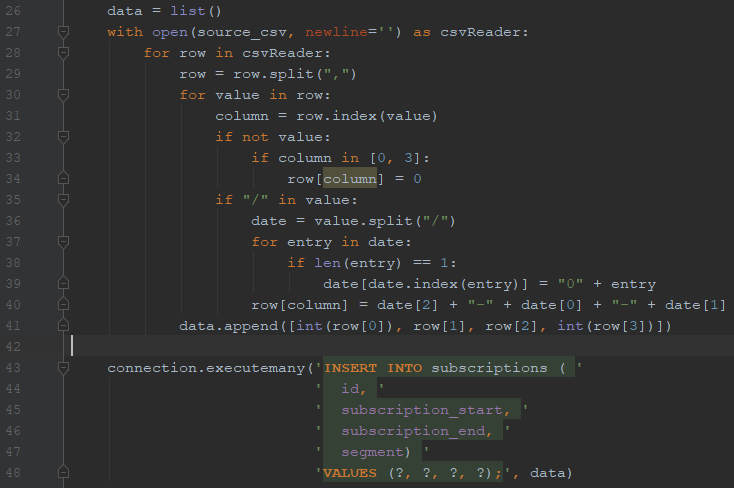 26 data = list()
27 with open(source_csv, newline='') as csvReader:
28 for row in csvReader:
29 row = row.split(",")
30 for value in row:
31 column = row.index(value)
32 if not value:
33 if column in [0, 3]:
34 row[column] = 0
35 if "/" in value:
36 date = value.split("/")
37 for entry in date:
38 if len(entry) == 1:
39 date[date.index(entry)] = "0" + entry
40 row[column] = date[2] + "-" + date[0] + "-" + date[1]
41 data.append([int(row[0]), row[1], row[2], int(row[3])])
42
43 connection.executemany('INSERT INTO subscriptions ( '
44 ' id, '
45 ' subscription_start, '
46 ' subscription_end, '
47 ' segment) '
48 'VALUES (?, ?, ?, ?);', data)